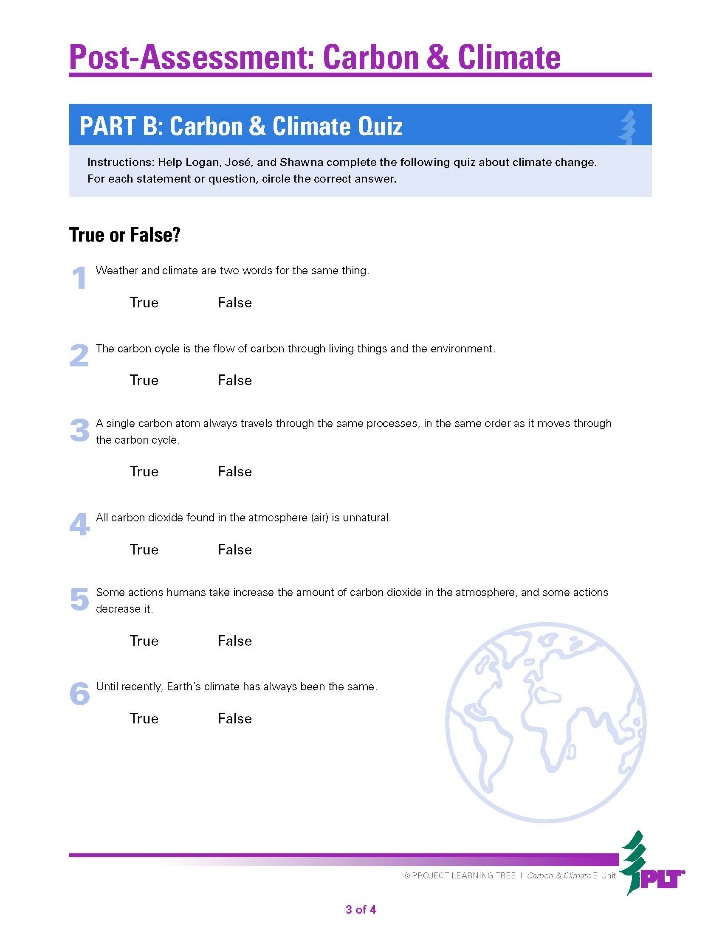 Post-Assessment: Carbon & Climate
PART B: Carbon & Climate Quiz
Instructions: Help Logan, José, and Shawna complete the following quiz about climate change.
For each statement or question, circle the correct answer.
True or False?
1 Weather and climate are two words for the same thing.
True False
2 The carbon cycle is the flow of carbon through living things and the environment.
True False
3 A single carbon atom always travels through the same processes, in the same order as it moves through
the carbon cycle.
True False
4 All carbon dioxide found in the atmosphere (air) is unnatural.
True False
5 Some actions humans take increase the amount of carbon dioxide in the atmosphere, and some actions
decrease it.
True False
6 Until recently, Earth's climate has always been the same.
True False
© PROJECT LEARNING TREE | Carbon & Climate E-Unit
PLT
3 of 4